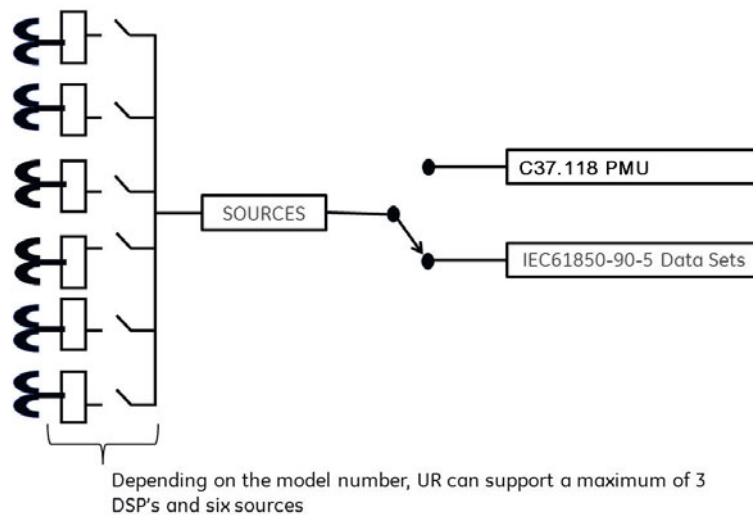 C37.118 PMU
SOURCES
IEC61850-90-5 Data Sets
Depending on the model number, UR can support a maximum of 3
DSP's and six sources